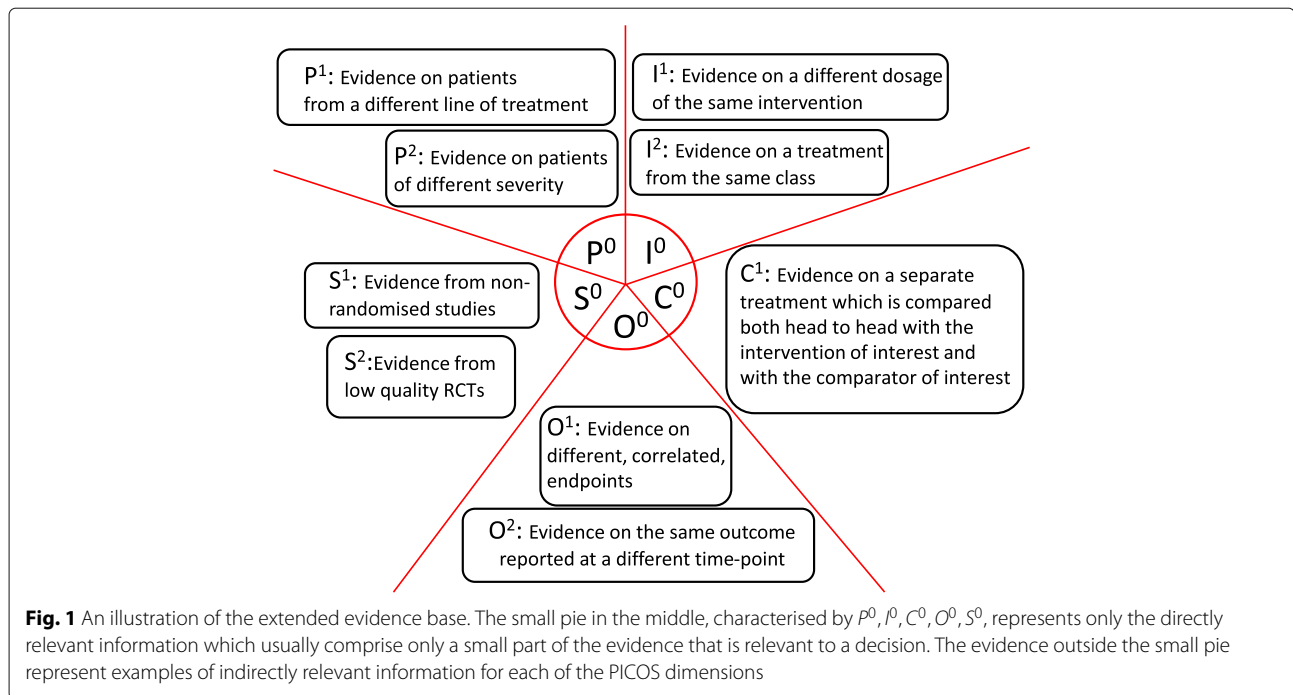 P⁰
I⁰
C⁰
O⁰
S⁰
P¹: Evidence on patients
from a different line of treatment
P²: Evidence on patients
of different severity
I¹: Evidence on a different dosage
of the same intervention
I²: Evidence on a treatment
from the same class
C¹: Evidence on a separate
treatment which is compared
both head to head with the
intervention of interest and
with the comparator of interest
O¹: Evidence on
different, correlated,
endpoints
O²: Evidence on the same outcome
reported at a different time-point
S¹: Evidence from non-
randomised studies
S²:Evidence from
low quality RCTs
Fig. 1 An illustration of the extended evidence base. The small pie in the middle, characterised by P⁰, I⁰, C⁰, O⁰, S⁰, represents only the directly
relevant information which usually comprise only a small part of the evidence that is relevant to a decision. The evidence outside the small pie
represent examples of indirectly relevant information for each of the PICOS dimensions